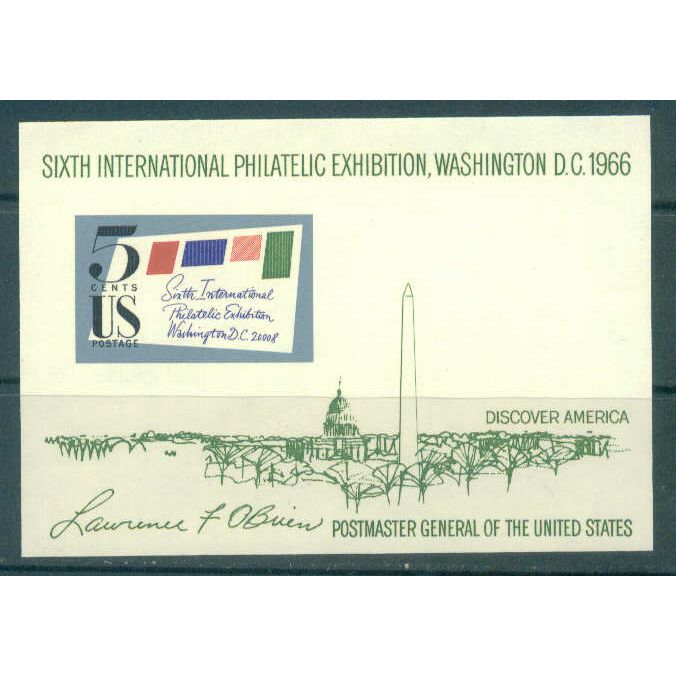 SIXTH INTERNATIONAL PHILATELIC EXHIBITION, WASHINGTON D.C. 1966
5
CENTS
US
POSTAGE
Sixth International
Philatelic Exhibition
Washington D.C. 20008
DISCOVER AMERICA
Lawrence F O'Brien
POSTMASTER GENERAL OF THE UNITED STATES